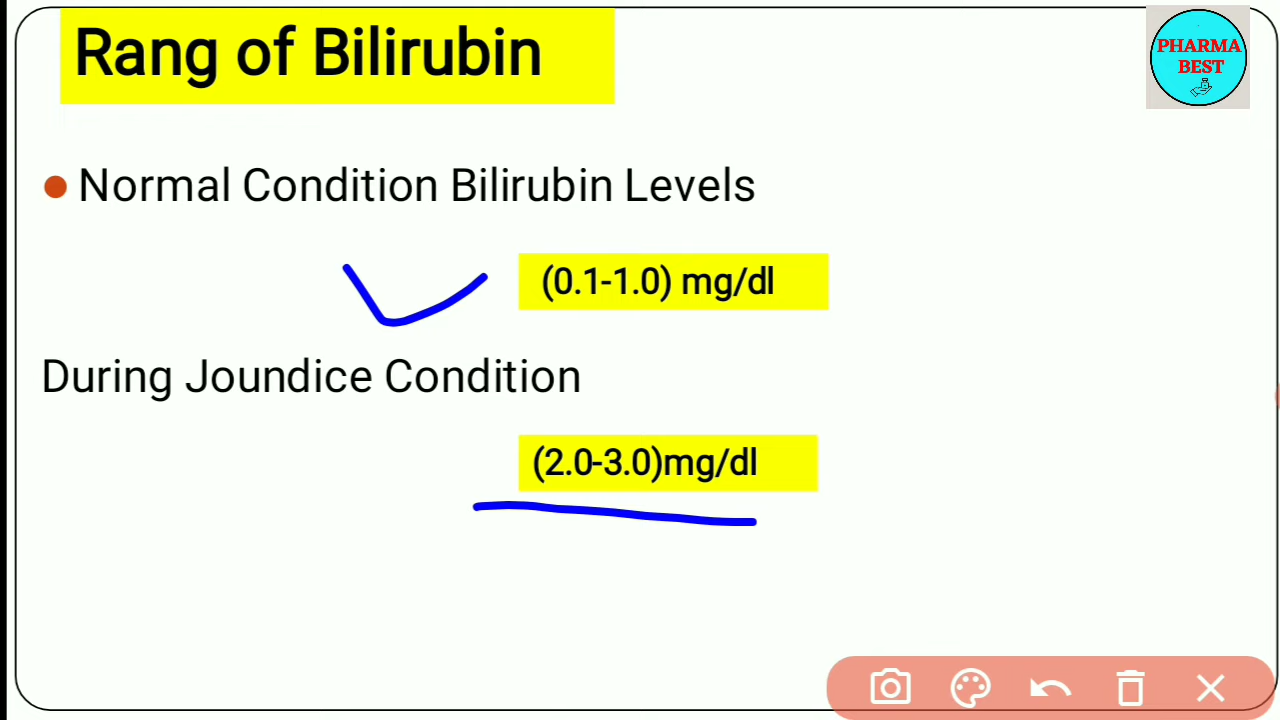 Rang of Bilirubin
PHARMA
BEST
Normal Condition Bilirubin Levels
(0.1-1.0) mg/dl
During Joundice Condition
(2.0-3.0)mg/dl